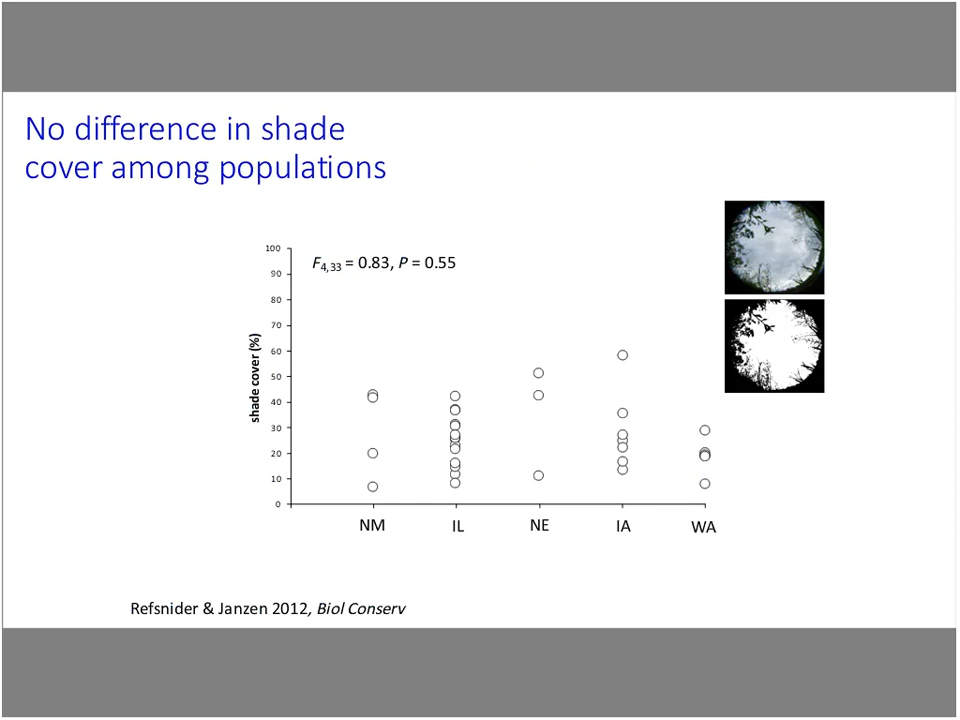 No difference in shade
cover among populations
F4,33 = 0.83, P = 0.55
shade cover (%)
100
90
80
70
60
50
40
30
20
10
0
NM IL NE IA WA
Refsnider & Janzen 2012, Biol Conserv